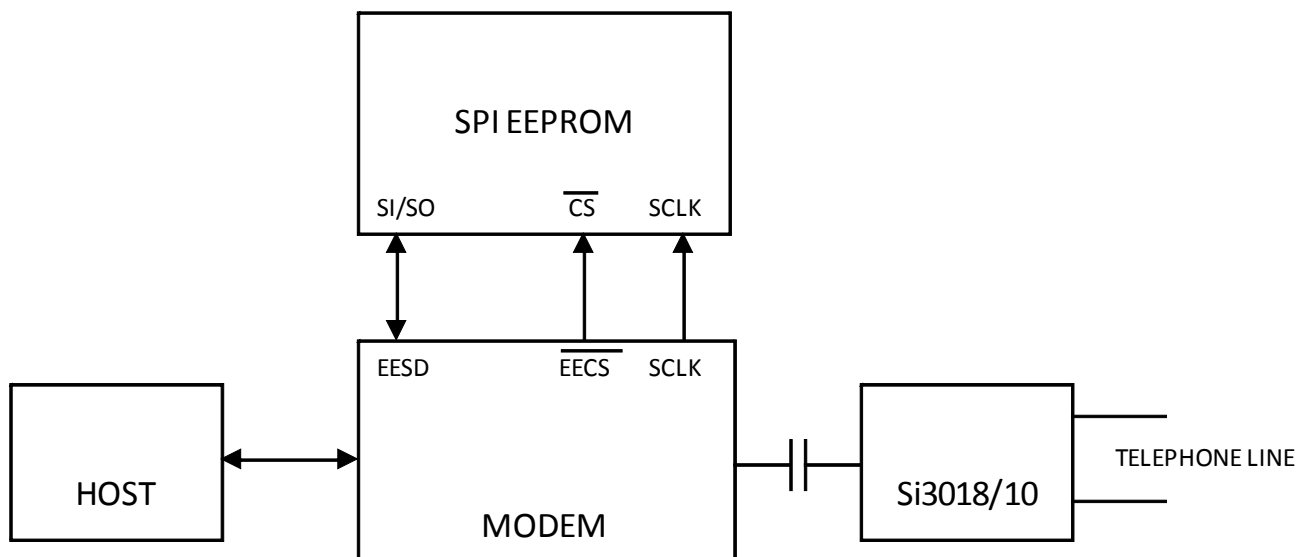 SPI EEPROM
SI/SO CS SCLK
EESD EECS SCLK
HOST
MODEM
Si3018/10
TELEPHONE LINE